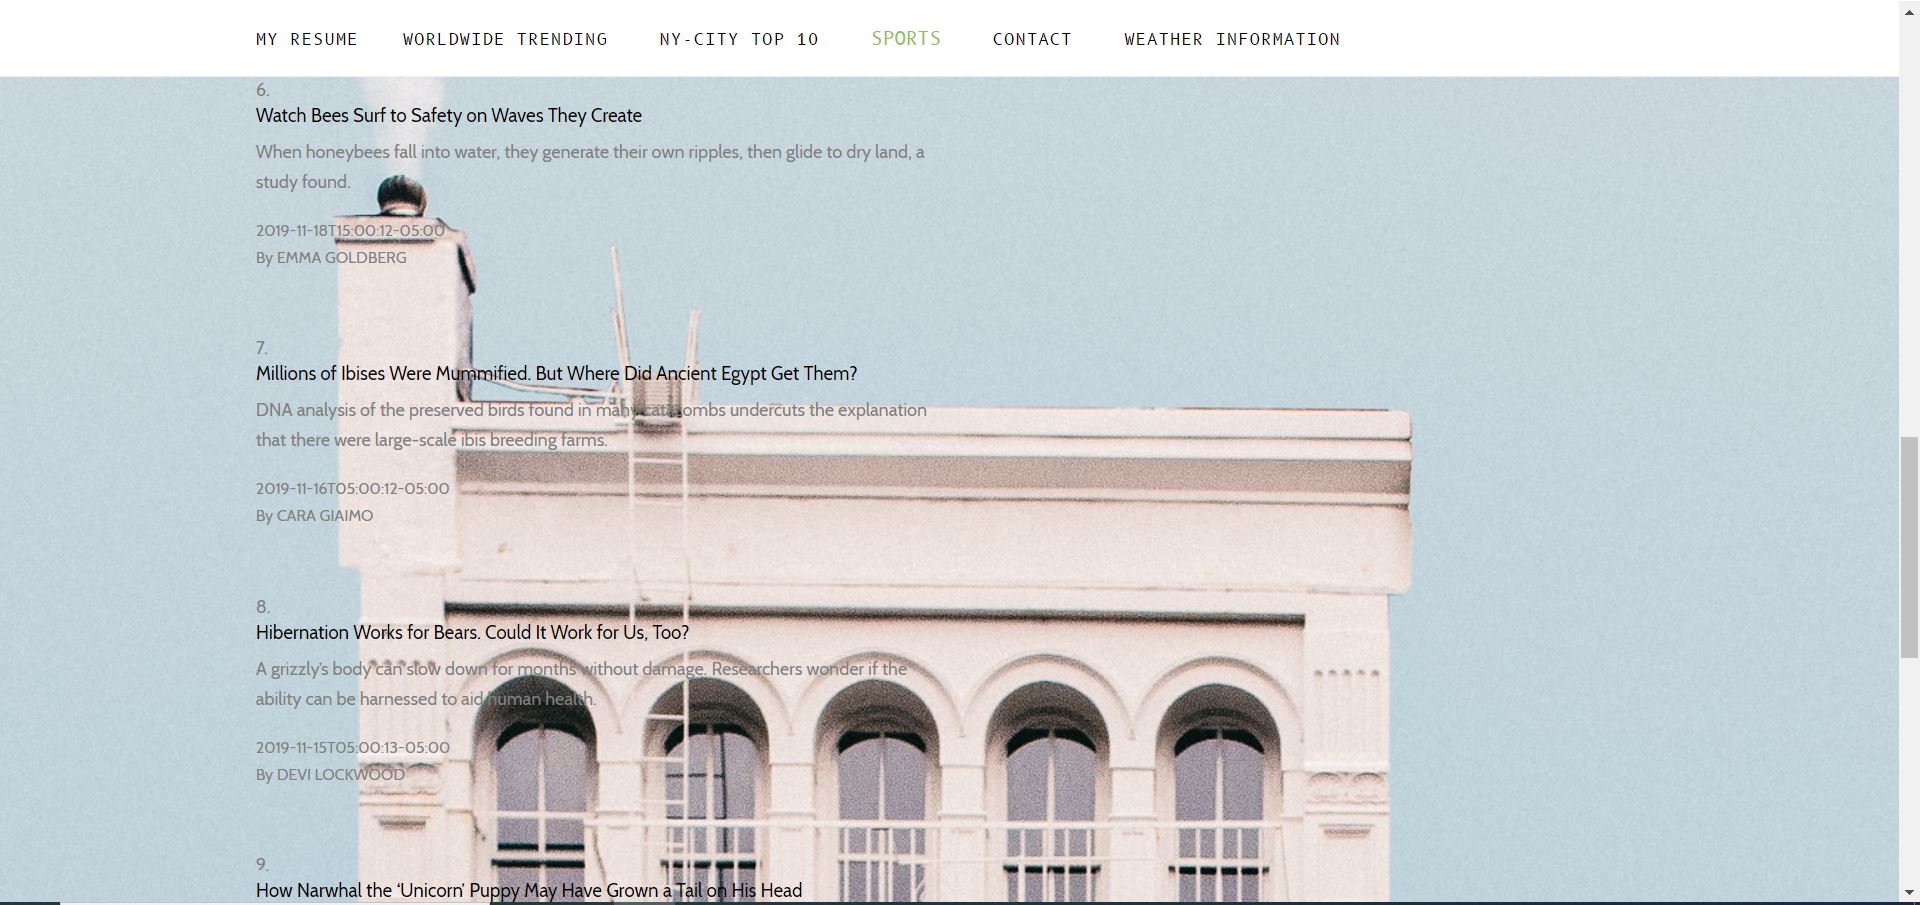 MY RESUME WORLDWIDE TRENDING NY-CITY TOP 10 SPORTS CONTACT WEATHER INFORMATION
6.
Watch Bees Surf to Safety on Waves They Create
When honeybees fall into water, they generate their own ripples, then glide to dry land, a
study found.
2019-11-18T15:00:12-05:00
By EMMA GOLDBERG
7.
Millions of Ibises Were Mummified. But Where Did Ancient Egypt Get Them?
DNA analysis of the preserved birds found in many catacombs undercuts the explanation
that there were large-scale ibis breeding farms.
2019-11-16T05:00:12-05:00
By CARA GIAIMO
8.
Hibernation Works for Bears. Could It Work for Us, Too?
A grizzly's body can slow down for months without damage. Researchers wonder if the
ability can be harnessed to aid human health.
2019-11-15T05:00:13-05:00
By DEVI LOCKWOOD
9.
How Narwhal the ‘Unicorn’ Puppy May Have Grown a Tail on His Head